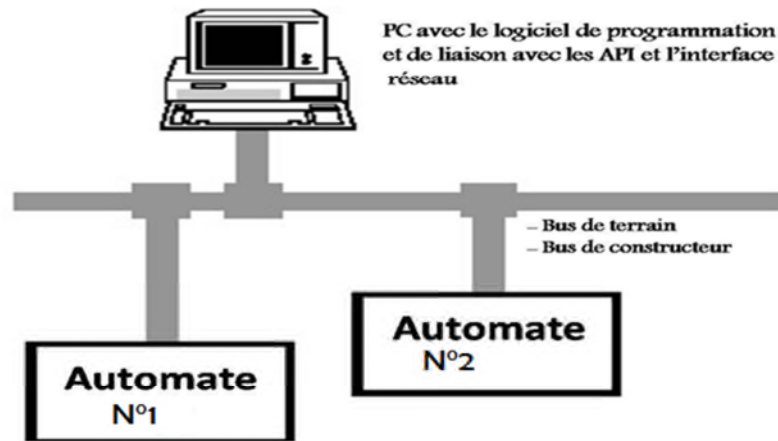 PC avec le logiciel de programmation
et de liaison avec les API et l'interface
réseau
– Bus de terrain
– Bus de constructeur
Automate
N°2
Automate
N°1